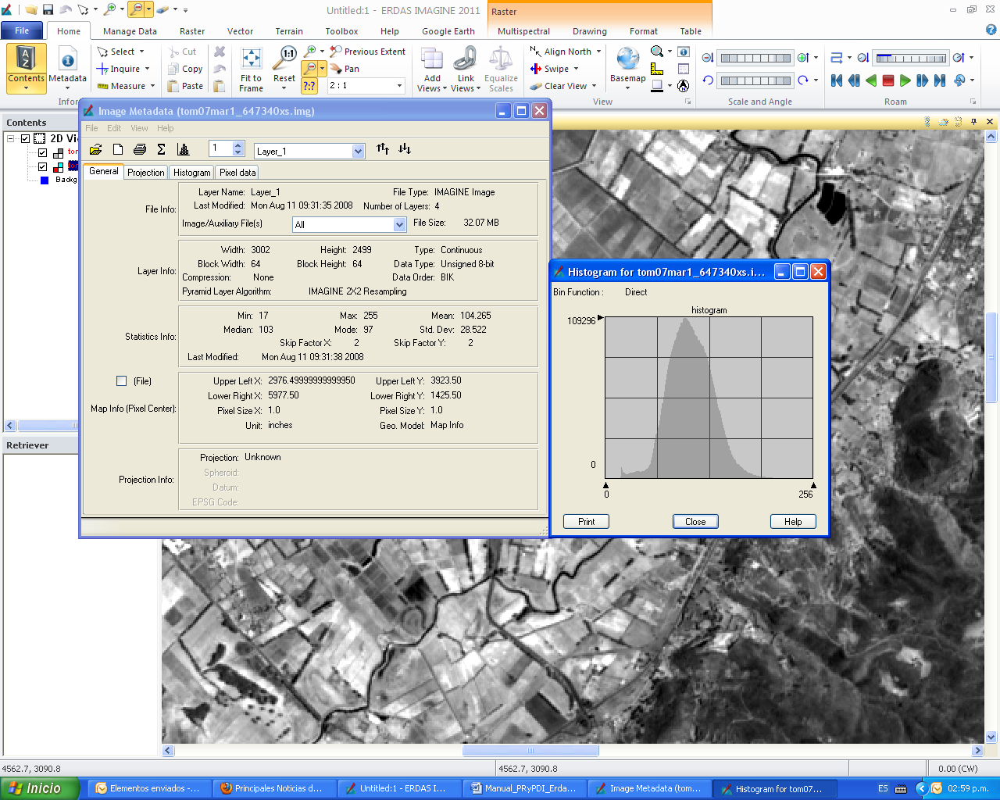 Untitled:1 - ERDAS IMAGINE 2011
Raster
File
Home
Manage Data
Raster
Vector
Terrain
Toolbox
Help
Google Earth
Multispectral
Drawing
Format
Table
Contents
Metadata
Select
Inquire
Measure
Cut
Copy
Paste
Fit to Frame
1:1
Reset
?:?
Previous Extent
Pan
2 : 1
Add Views
Link Views
Equalize Scales
Align North
Swipe
Clear View
Basemap
Infor
View
Scale and Angle
Roam
Contents
2D Vi
Backg
Retriever
Image Metadata (tom07mar1_647340xs.img)
File Edit View Help
1
Layer_1
General
Projection
Histogram
Pixel data
File Info:
Layer Name: Layer_1 File Type: IMAGINE Image
Last Modified: Mon Aug 11 09:31:35 2008 Number of Layers: 4
Image/Auxiliary File(s) All File Size: 32.07 MB
Layer Info:
Width: 3002 Height: 2499 Type: Continuous
Block Width: 64 Block Height: 64 Data Type: Unsigned 8-bit
Compression: None Data Order: BIK
Pyramid Layer Algorithm: IMAGINE 2X2 Resampling
Statistics Info:
Min: 17 Max: 255 Mean: 104.265
Median: 103 Mode: 97 Std. Dev: 28.522
Skip Factor X: 2 Skip Factor Y: 2
Last Modified: Mon Aug 11 09:31:38 2008
(File)
Map Info (Pixel Center):
Upper Left X: 2976.49999999999950 Upper Left Y: 3923.50
Lower Right X: 5977.50 Lower Right Y: 1425.50
Pixel Size X: 1.0 Pixel Size Y: 1.0
Unit: inches Geo. Model: Map Info
Projection Info:
Projection: Unknown
Spheroid:
Datum:
EPSG Code:
Histogram for tom07mar1_647340xs.i...
Bin Function : Direct
histogram
109296
0
0
256
Print
Close
Help
4562.7, 3090.8
4562.7, 3090.8
0.00 (CW)
Inicio
Elementos enviados -...
Principales Noticias d...
Untitled:1 - ERDAS I...
Manual_PRyPDI_Erda...
Image Metadata (tom...
Histogram for tom07...
ES
02:59 p.m.